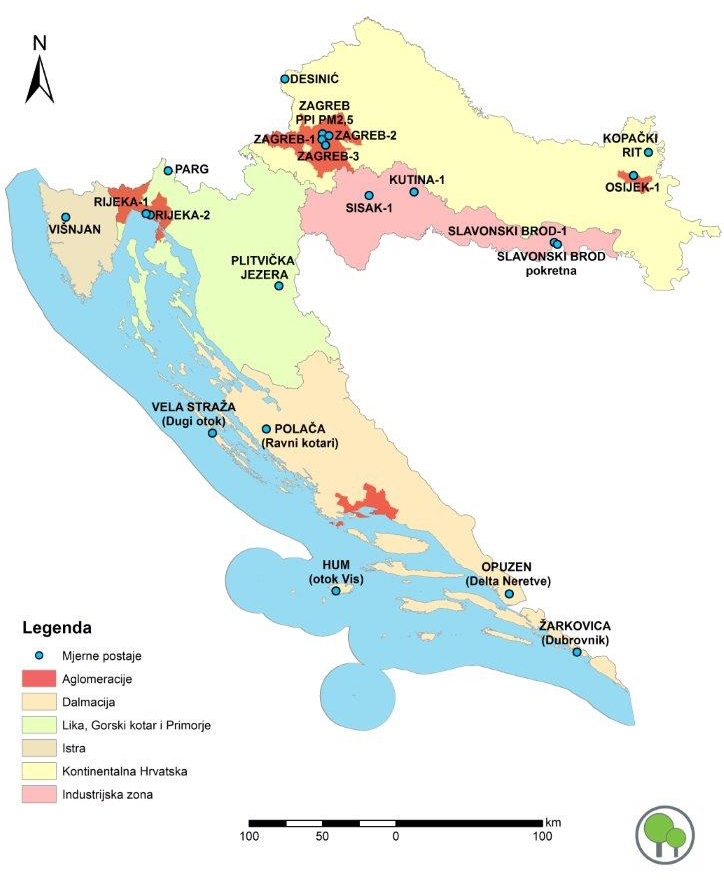 N
DESINIĆ
ZAGREB
PPI PM2,5
ZAGREB-1
ZAGREB-2
ZAGREB-3
KOPAČKI
RIT
OSIJEK-1
PARG
KUTINA-1
SISAK-1
RIJEKA-1
RIJEKA-2
VIŠNJAN
SLAVONSKI BROD-1
SLAVONSKI BROD
pokretna
PLITVIČKA
JEZERA
VELA STRAŽA
(Dugi otok)
POLAČA
(Ravni kotari)
HUM
(otok Vis)
OPUZEN
(Delta Neretve)
ŽARKOVICA
(Dubrovnik)
Legenda
Mjerne postaje
Aglomeracije
Dalmacija
Lika, Gorski kotar i Primorje
Istra
Kontinentalna Hrvatska
Industrijska zona
km
100 50 0 100